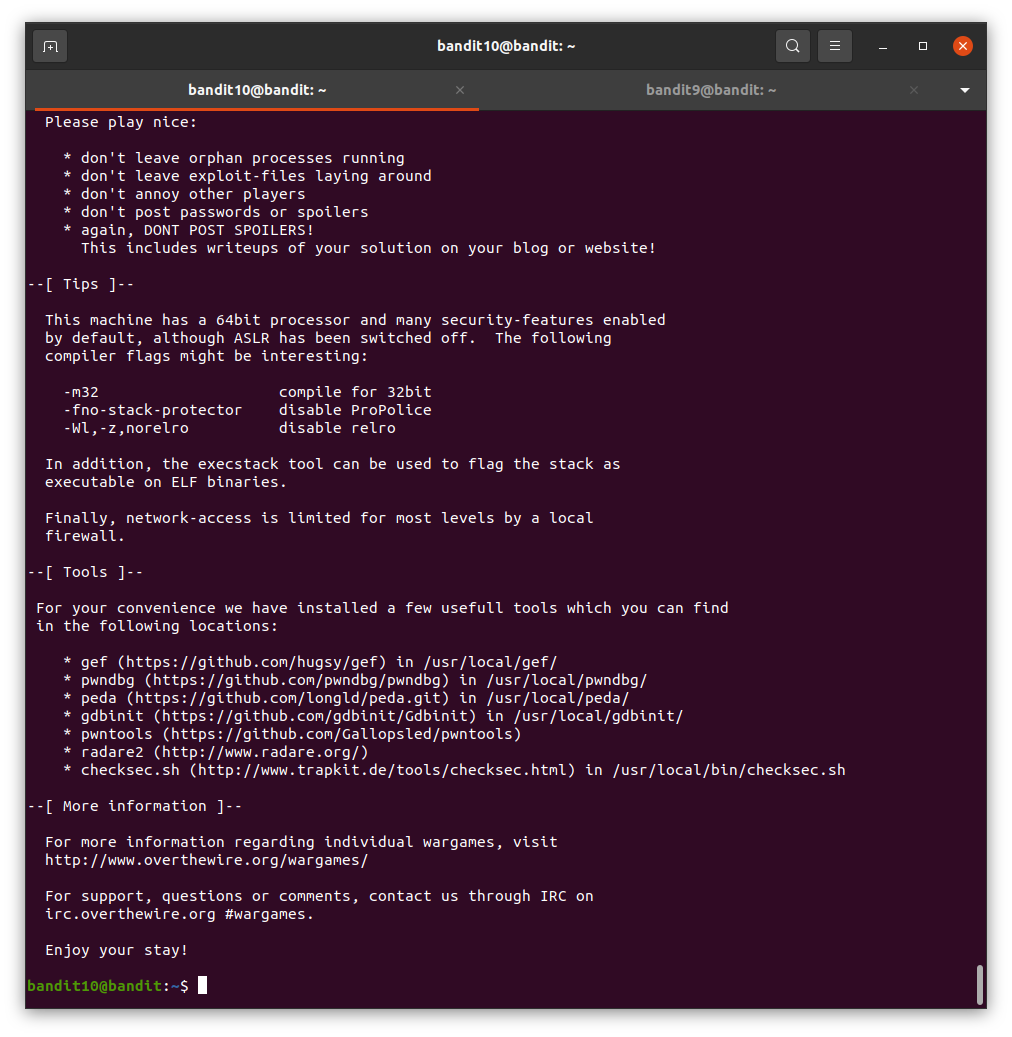 bandit10@bandit: ~
bandit10@bandit: ~
bandit9@bandit: ~
Please play nice:
* don't leave orphan processes running
* don't leave exploit-files laying around
* don't annoy other players
* don't post passwords or spoilers
* again, DONT POST SPOILERS!
This includes writeups of your solution on your blog or website!
--[ Tips ]--
This machine has a 64bit processor and many security-features enabled
by default, although ASLR has been switched off.  The following
compiler flags might be interesting:
-m32                    compile for 32bit
-fno-stack-protector    disable ProPolice
-Wl,-z,norelro          disable relro
In addition, the execstack tool can be used to flag the stack as
executable on ELF binaries.
Finally, network-access is limited for most levels by a local
firewall.
--[ Tools ]--
For your convenience we have installed a few usefull tools which you can find
in the following locations:
* gef (https://github.com/hugsy/gef) in /usr/local/gef/
* pwndbg (https://github.com/pwndbg/pwndbg) in /usr/local/pwndbg/
* peda (https://github.com/longld/peda.git) in /usr/local/peda/
* gdbinit (https://github.com/gdbinit/Gdbinit) in /usr/local/gdbinit/
* pwntools (https://github.com/Gallopsled/pwntools)
* radare2 (http://www.radare.org/)
* checksec.sh (http://www.trapkit.de/tools/checksec.html) in /usr/local/bin/checksec.sh
--[ More information ]--
For more information regarding individual wargames, visit
http://www.overthewire.org/wargames/
For support, questions or comments, contact us through IRC on
irc.overthewire.org #wargames.
Enjoy your stay!
bandit10@bandit:~$